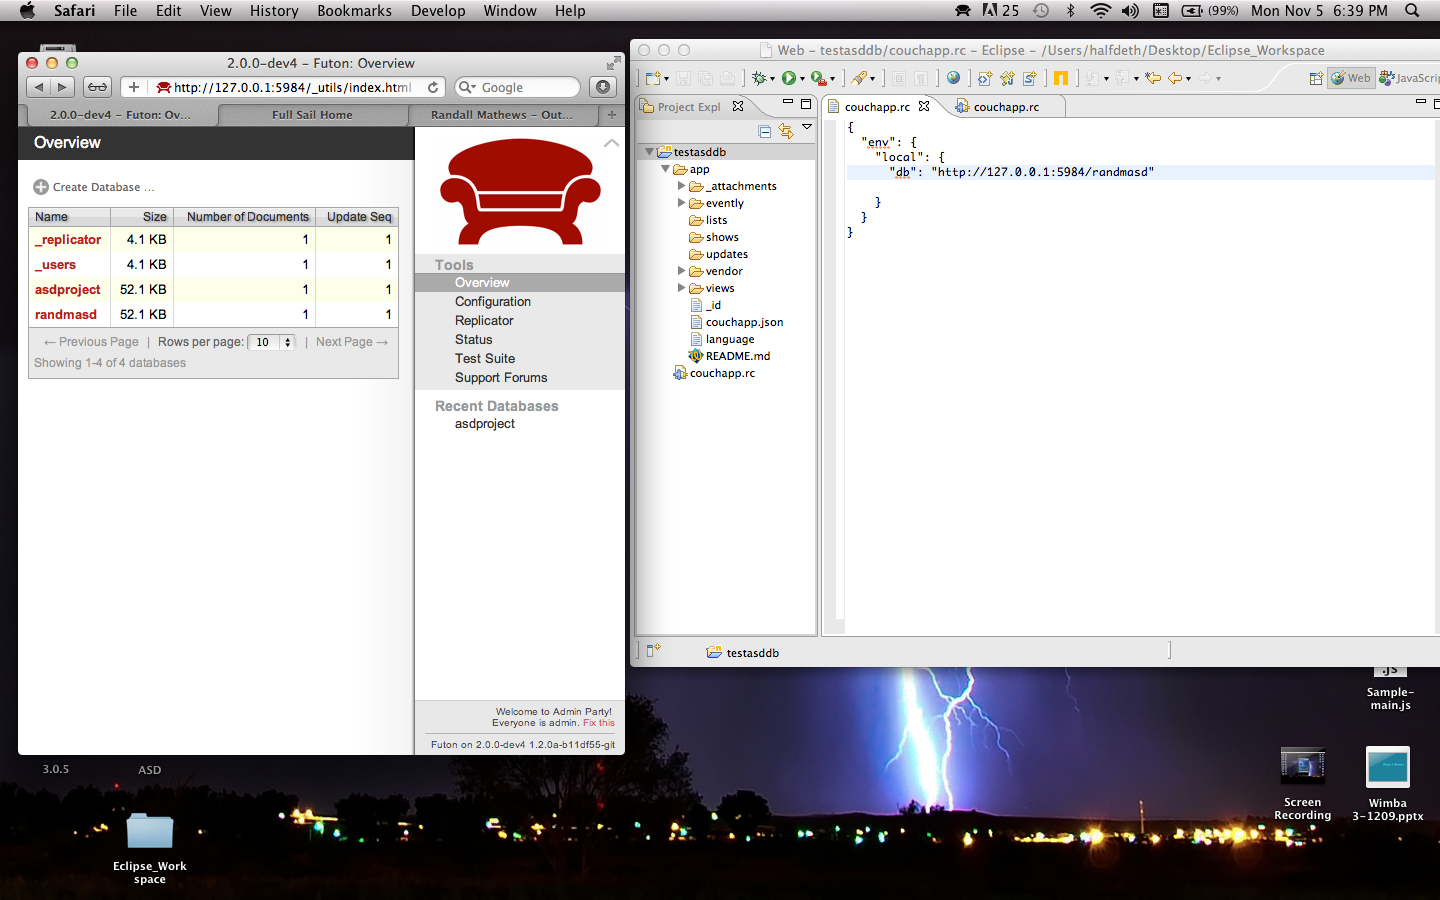 Safari File Edit View History Bookmarks Develop Window Help
25 (99%) Mon Nov 5 6:39 PM
2.0.0-dev4 – Futon: Overview
http://127.0.0.1:5984/_utils/index.html
Google
2.0.0-dev4 – Futon: Ov...
Full Sail Home
Randall Mathews – Out...
Overview
Create Database ...
Name Size Number of Documents Update Seq
_replicator 4.1 KB 1 1
_users 4.1 KB 1 1
asdproject 52.1 KB 1 1
randmasd 52.1 KB 1 1
← Previous Page | Rows per page: 10 | Next Page →
Showing 1-4 of 4 databases
Tools
Overview
Configuration
Replicator
Status
Test Suite
Support Forums
Recent Databases
asdproject
Welcome to Admin Party!
Everyone is admin. Fix this
Futon on 2.0.0-dev4 1.2.0a-b11df55-git
Web – testasddb/couchapp.rc – Eclipse – /Users/halfdeth/Desktop/Eclipse_Workspace
Web
JavaScrip
Project Expl
testasddb
app
_attachments
evently
lists
shows
updates
vendor
views
_id
couchapp.json
language
README.md
couchapp.rc
couchapp.rc
couchapp.rc
{
"env": {
"local": {
"db": "http://127.0.0.1:5984/randmasd"
}
}
}
testasddb
.js
Sample-
main.js
Screen
Recording
Wimba
3-1209.pptx
3.0.5
ASD
Eclipse_Work
space